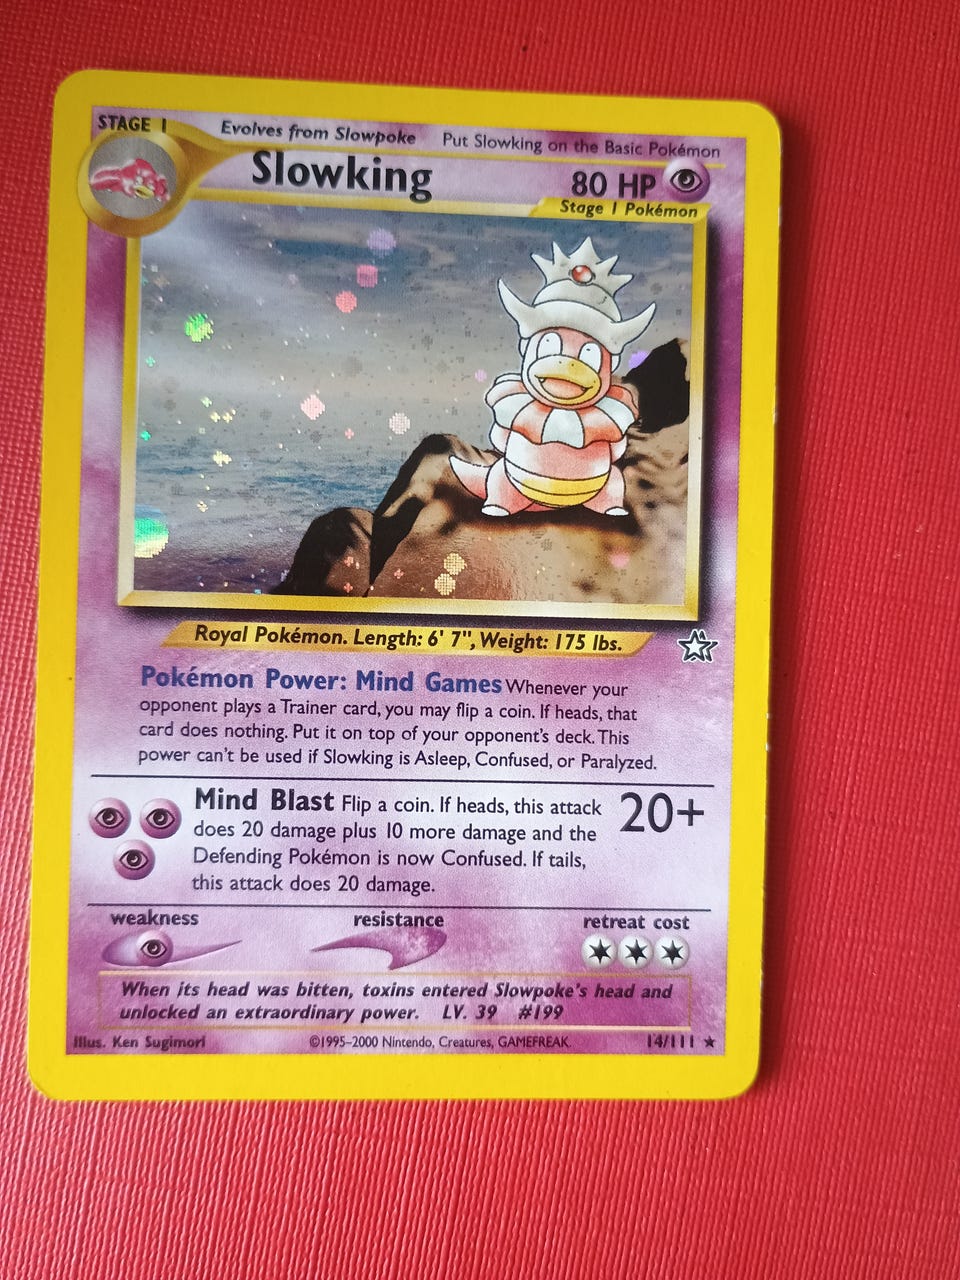 STAGE 1
Evolves from Slowpoke
Put Slowking on the Basic Pokémon
Slowking
80 HP
Stage 1 Pokémon
Royal Pokémon. Length: 6' 7", Weight: 175 lbs.
Pokémon Power: Mind Games Whenever your
opponent plays a Trainer card, you may flip a coin. If heads, that
card does nothing. Put it on top of your opponent's deck. This
power can't be used if Slowking is Asleep, Confused, or Paralyzed.
Mind Blast Flip a coin. If heads, this attack
does 20 damage plus 10 more damage and the
Defending Pokémon is now Confused. If tails,
this attack does 20 damage.
20+
weakness
resistance
retreat cost
When its head was bitten, toxins entered Slowpoke's head and
unlocked an extraordinary power. LV. 39 #199
Illus. Ken Sugimori
©1995–2000 Nintendo, Creatures, GAMEFREAK.
14/111 ★